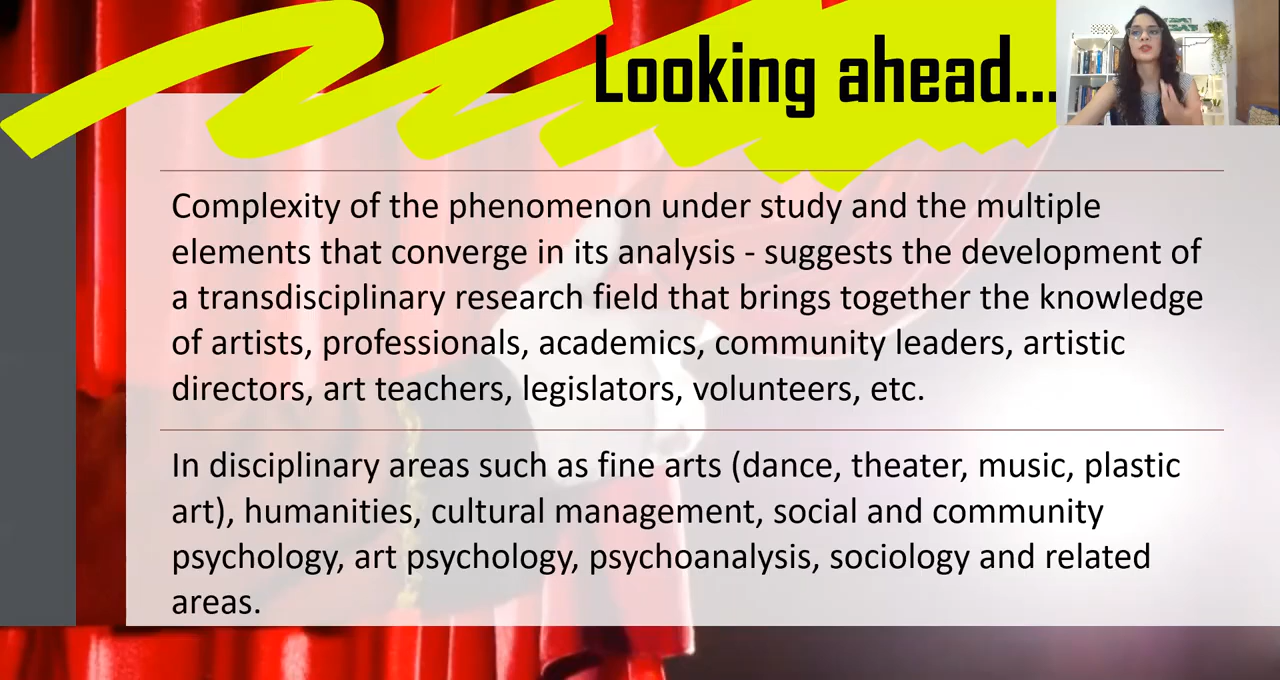 Looking ahead...
Complexity of the phenomenon under study and the multiple
elements that converge in its analysis - suggests the development of
a transdisciplinary research field that brings together the knowledge
of artists, professionals, academics, community leaders, artistic
directors, art teachers, legislators, volunteers, etc.
In disciplinary areas such as fine arts (dance, theater, music, plastic
art), humanities, cultural management, social and community
psychology, art psychology, psychoanalysis, sociology and related
areas.